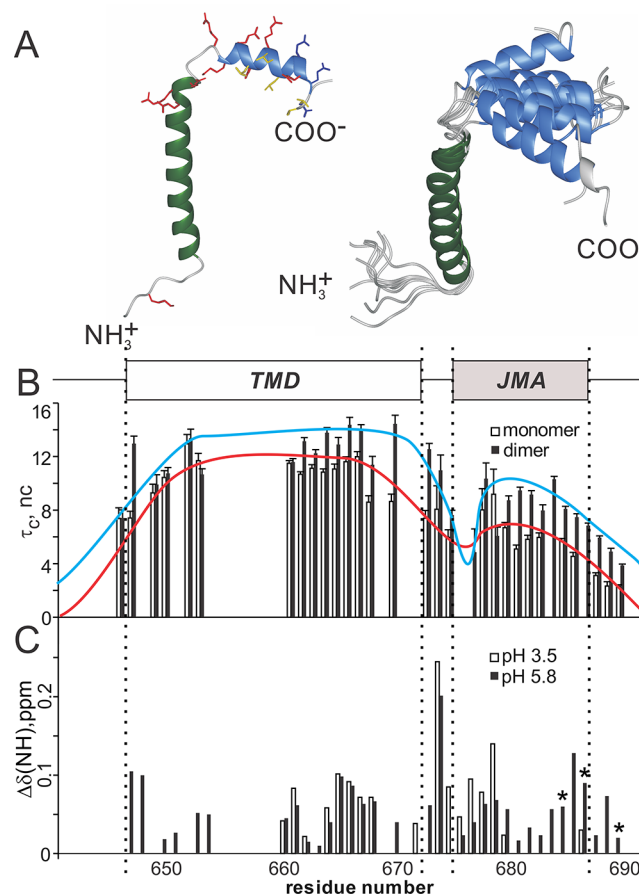 A
COO⁻
NH₃⁺
NH₃⁺
COO
B
TMD
JMA
monomer
dimer
16
12
8
4
0
τC, nc
C
pH 3.5
pH 5.8
0.2
0.1
0
Δδ(NH),ppm
* * *
650 660 670 680 690
residue number